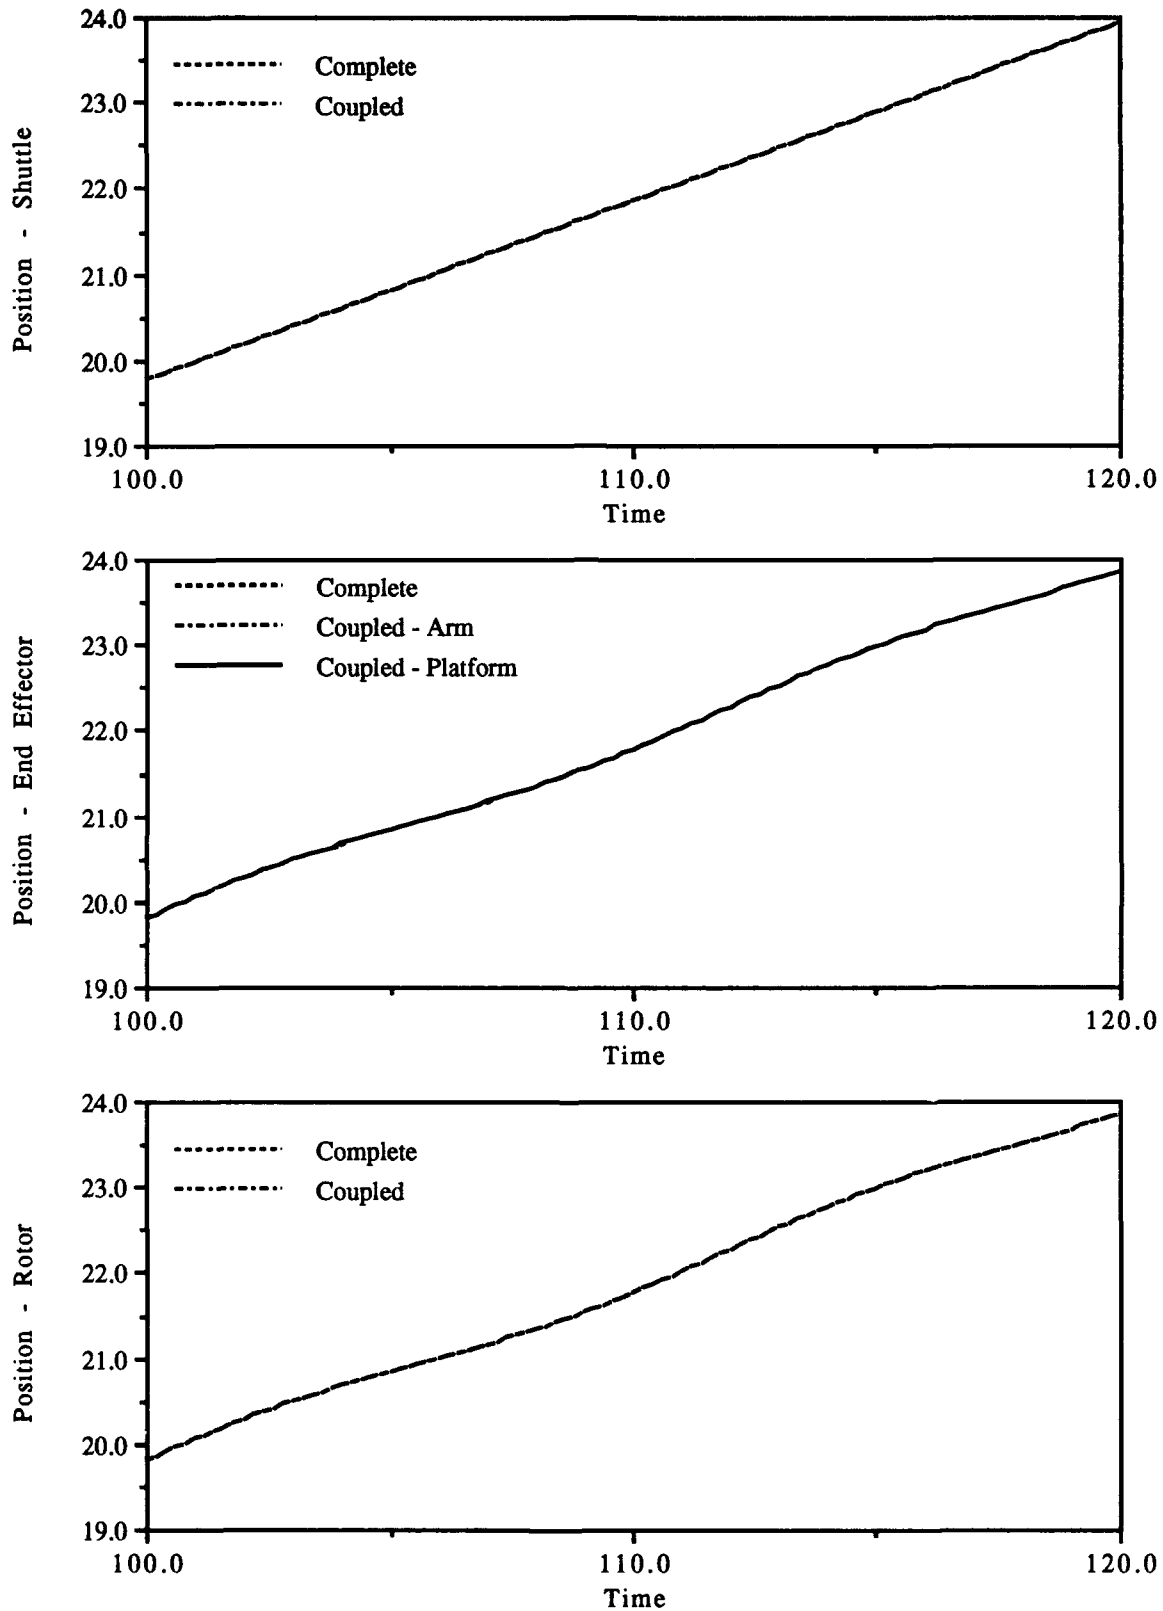 24.0
Complete
23.0
Coupled
22.0
21.0
20.0
19.0
Position - Shuttle
100.0 110.0 120.0
Time
24.0
Complete
Coupled - Arm
23.0
Coupled - Platform
22.0
21.0
20.0
19.0
Position - End Effector
100.0 110.0 120.0
Time
24.0
Complete
23.0
Coupled
22.0
21.0
20.0
19.0
Position - Rotor
100.0 110.0 120.0
Time